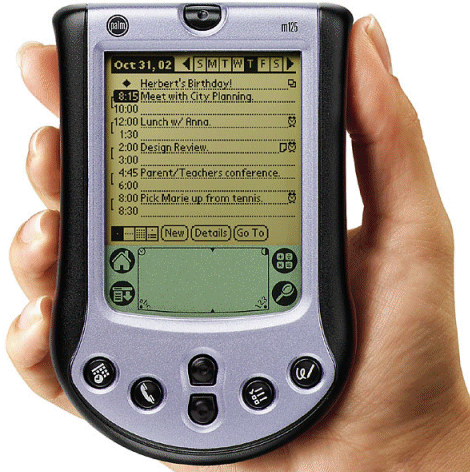 palm
m125
Oct 31, 02 S M T W T F S
Herbert's Birthday!
8:15 Meet with City Planning.
10:00
12:00 Lunch w/ Anna.
1:30
2:00 Design Review.
3:00
4:45 Parent/Teachers conference.
6:00
8:00 Pick Marie up from tennis.
8:30
New Details Go To